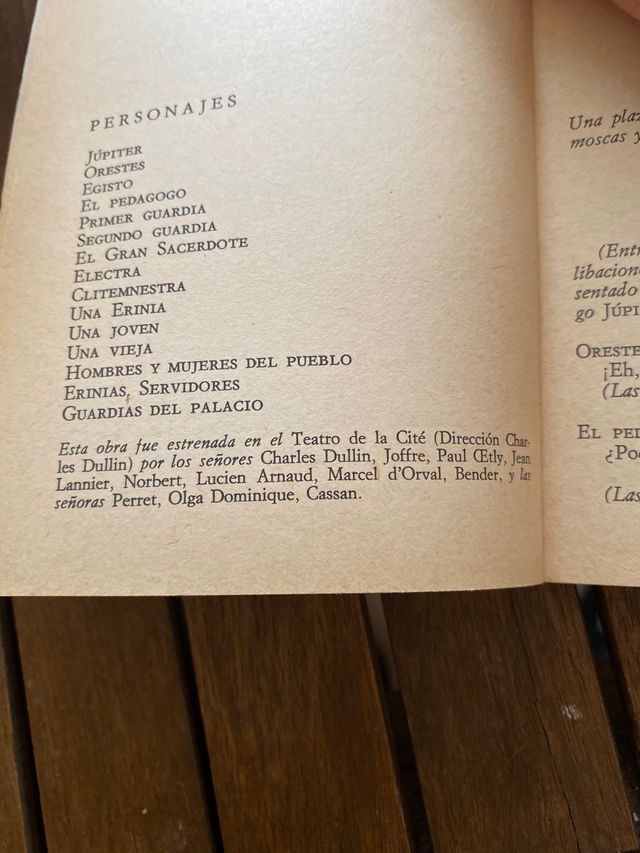 PERSONAJES
JÚPITER
ORESTES
EGISTO
EL PEDAGOGO
PRIMER GUARDIA
SEGUNDO GUARDIA
EL GRAN SACERDOTE
ELECTRA
CLITEMNESTRA
UNA ERINIA
UNA JOVEN
UNA VIEJA
HOMBRES Y MUJERES DEL PUEBLO
ERINIAS, SERVIDORES
GUARDIAS DEL PALACIO
Esta obra fue estrenada en el Teatro de la Cité (Dirección Char-
les Dullin) por los señores Charles Dullin, Joffre, Paul Œtly, Jean
Lannier, Norbert, Lucien Arnaud, Marcel d'Orval, Bender, y las
señoras Perret, Olga Dominique, Cassan.
Una plaz
moscas y
(Entr
libacion
sentado
go JÚPI
ORESTE
¡Eh,
(Las
EL PED
¿Po
(Las